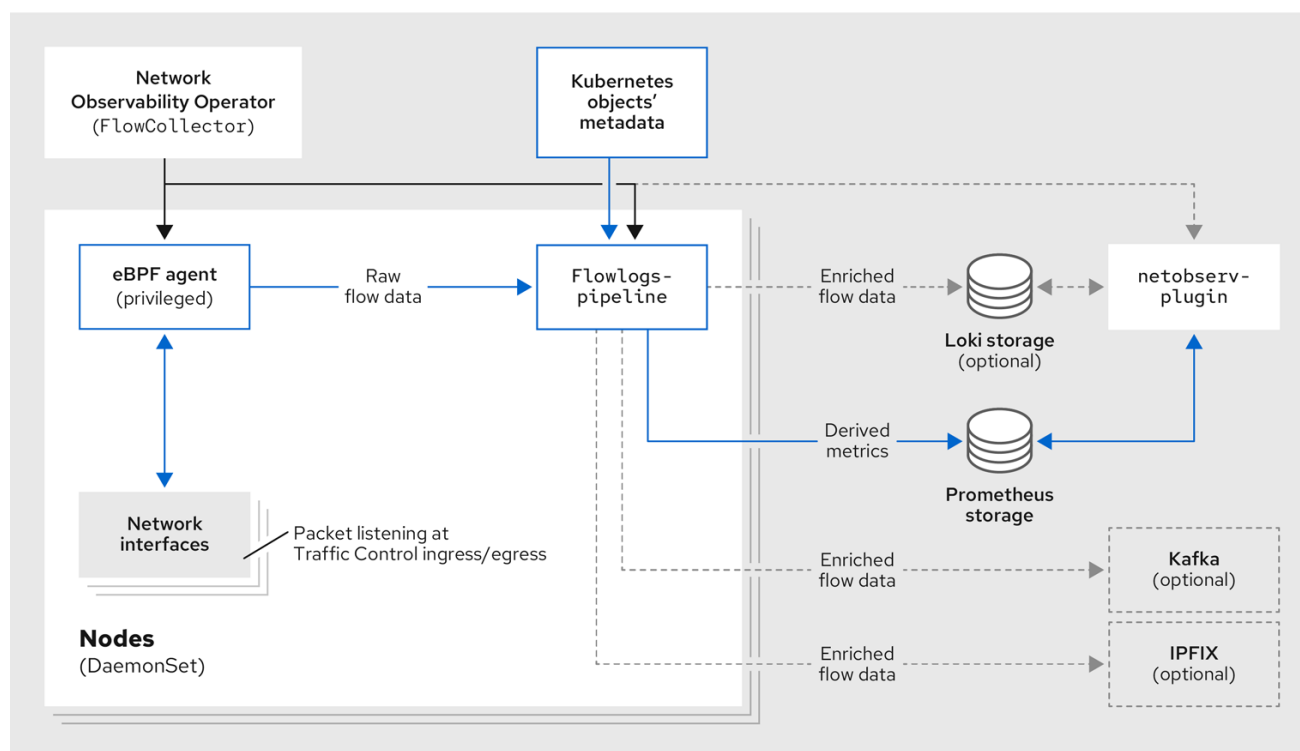 Network
Observability Operator
(FlowCollector)
Kubernetes
objects’
metadata
eBPF agent
(privileged)
Raw
flow data
Flowlogs-
pipeline
Enriched
flow data
Loki storage
(optional)
netobserv-
plugin
Derived
metrics
Prometheus
storage
Network
interfaces
Packet listening at
Traffic Control ingress/egress
Enriched
flow data
Kafka
(optional)
Nodes
(DaemonSet)
Enriched
flow data
IPFIX
(optional)